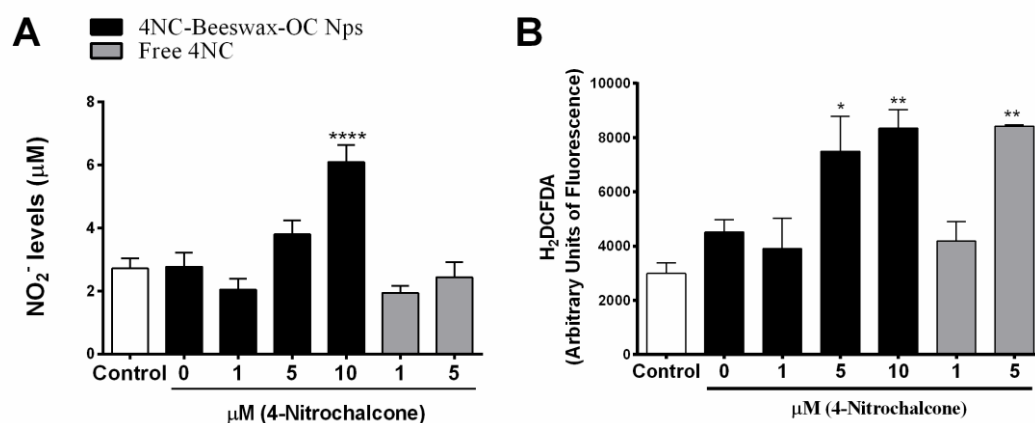 A
4NC-Beeswax-OC Nps
Free 4NC
NO₂⁻ levels (μM)
8
6
4
2
0
****
Control 0 1 5 10 1 5
μM (4-Nitrochalcone)
B
H₂DCFDA
(Arbitrary Units of Fluorescence)
10000
8000
6000
4000
2000
0
* ** **
Control 0 1 5 10 1 5
μM (4-Nitrochalcone)